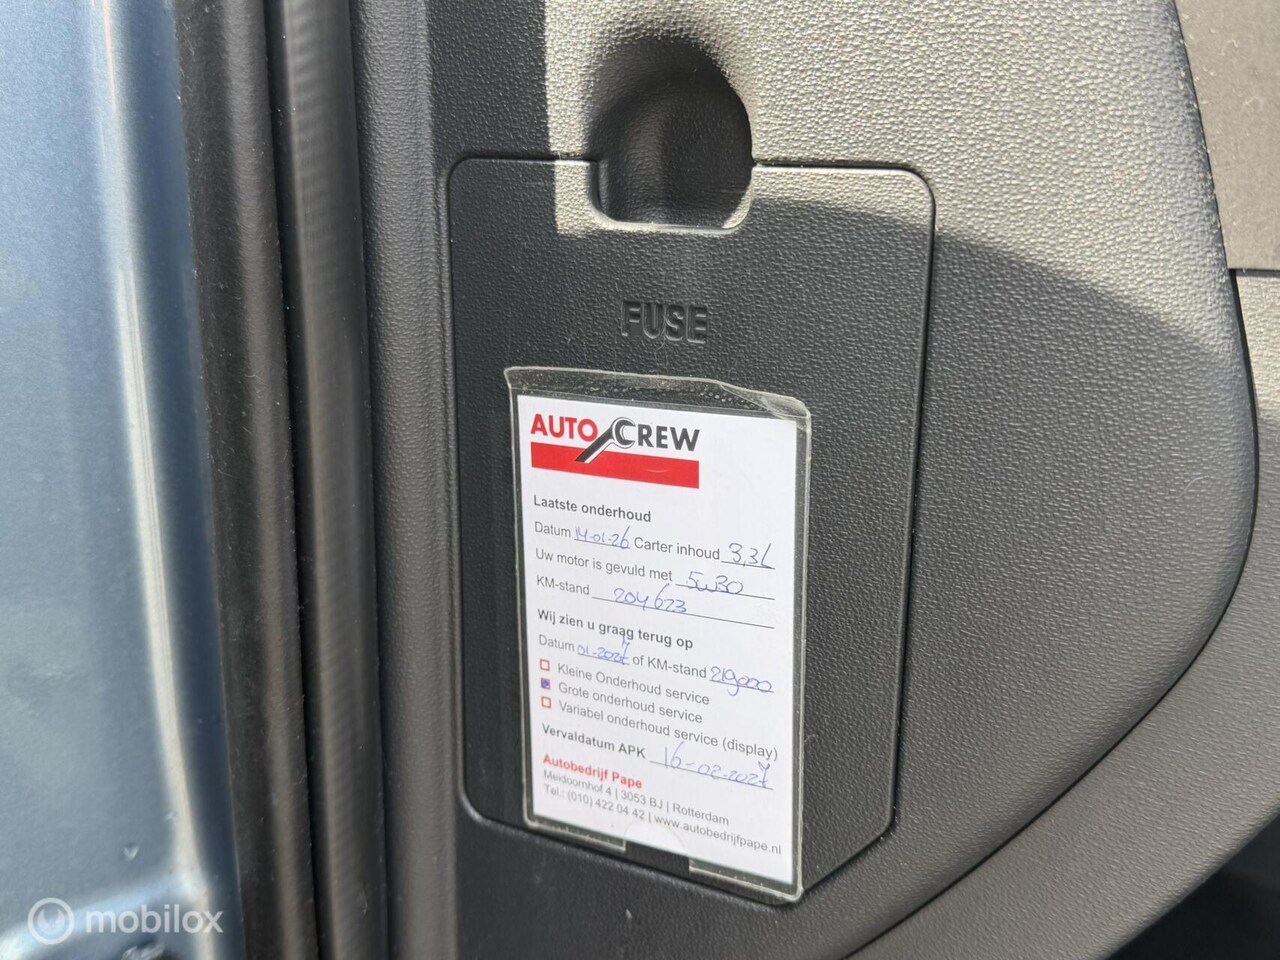 FUSE
AUTO CREW
Laatste onderhoud
Datum 14-01-26 Carter inhoud 3,3L
Uw motor is gevuld met 5W30
KM-stand 204673
Wij zien u graag terug op
Datum 01-2027 of KM-stand 219000
Kleine Onderhoud service
Grote onderhoud service
Variabel onderhoud service (display)
Vervaldatum APK 16-02-2027
Autobedrijf Pape
Meidoornhof 4 | 3053 BJ | Rotterdam
Tel.: (010) 422 04 42 | www.autobedrijfpape.nl
mobilox